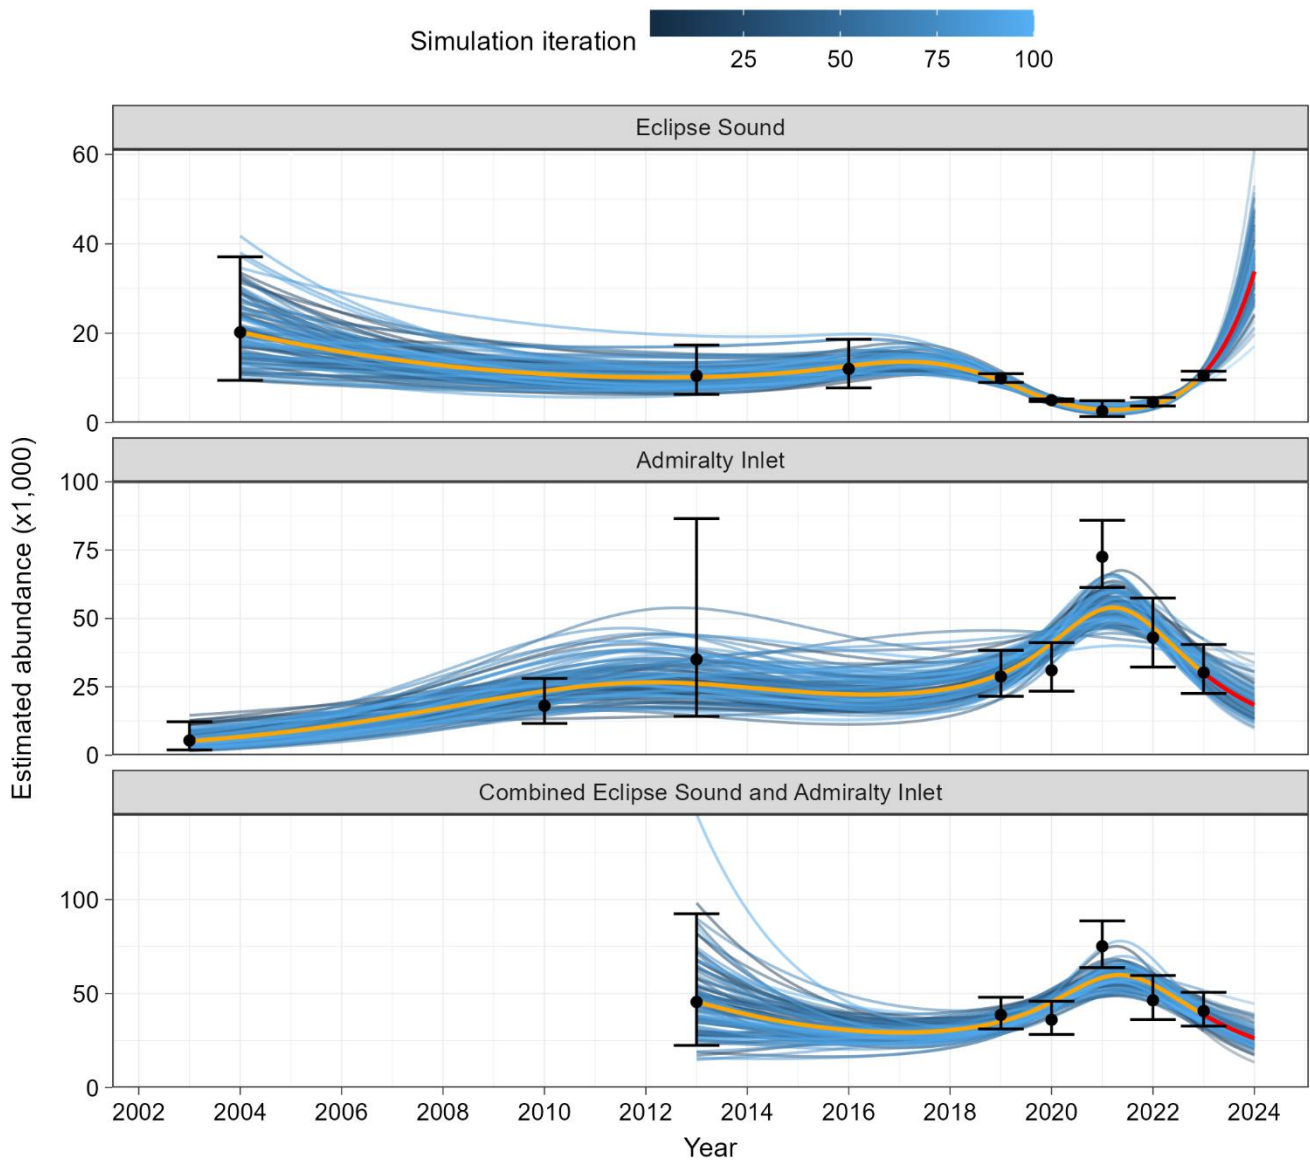 Simulation iteration
25 50 75 100
Eclipse Sound
60
40
20
0
Admiralty Inlet
100
75
50
25
0
Combined Eclipse Sound and Admiralty Inlet
100
50
0
Estimated abundance (x1,000)
2002 2004 2006 2008 2010 2012 2014 2016 2018 2020 2022 2024
Year